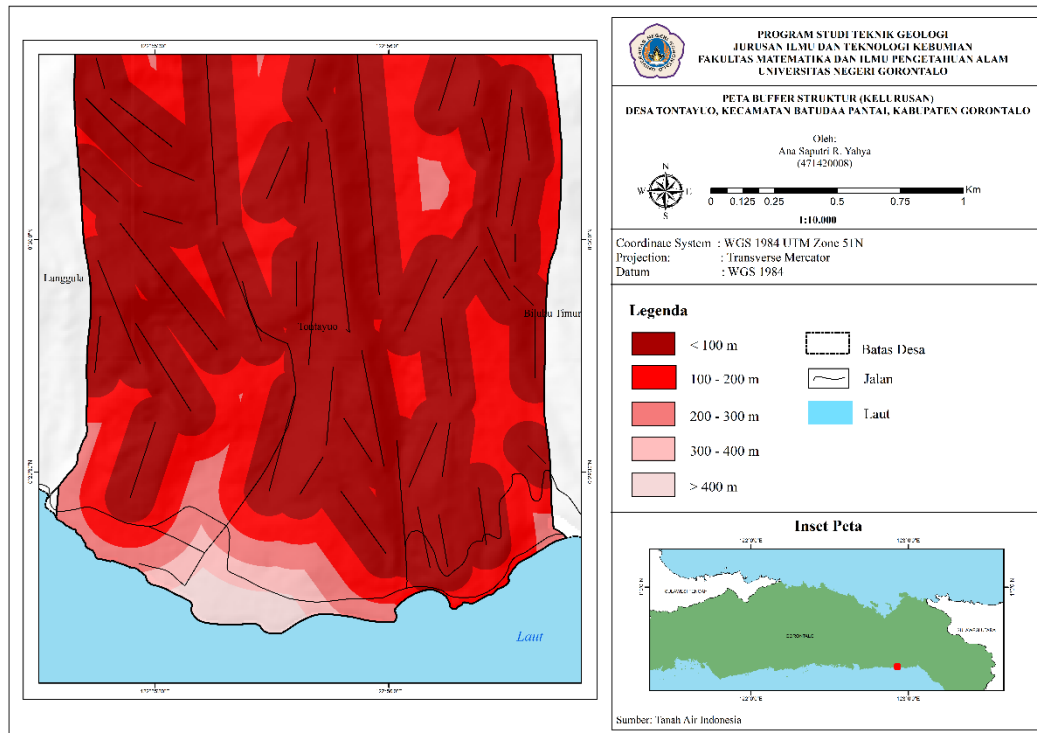 PROGRAM STUDI TEKNIK GEOLOGI
JURUSAN ILMU DAN TEKNOLOGI KEBUMIAN
FAKULTAS MATEMATIKA DAN ILMU PENGETAHUAN ALAM
UNIVERSITAS NEGERI GORONTALO
PETA BUFFER STRUKTUR (KELURUSAN)
DESA TONTAYUO, KECAMATAN BATUDAA PANTAI, KABUPATEN GORONTALO
Oleh:
Ana Saputri R. Yahya
(471420008)
N
W E
S
Km
0 0.125 0.25 0.5 0.75 1
1:10.000
Coordinate System : WGS 1984 UTM Zone 51N
Projection: : Transverse Mercator
Datum : WGS 1984
Legenda
< 100 m
100 - 200 m
200 - 300 m
300 - 400 m
> 400 m
Batas Desa
Jalan
Laut
Inset Peta
GORONTALO
Sumber: Tanah Air Indonesia
Lunggula
Tontayuo
Biluhu Timur
Laut